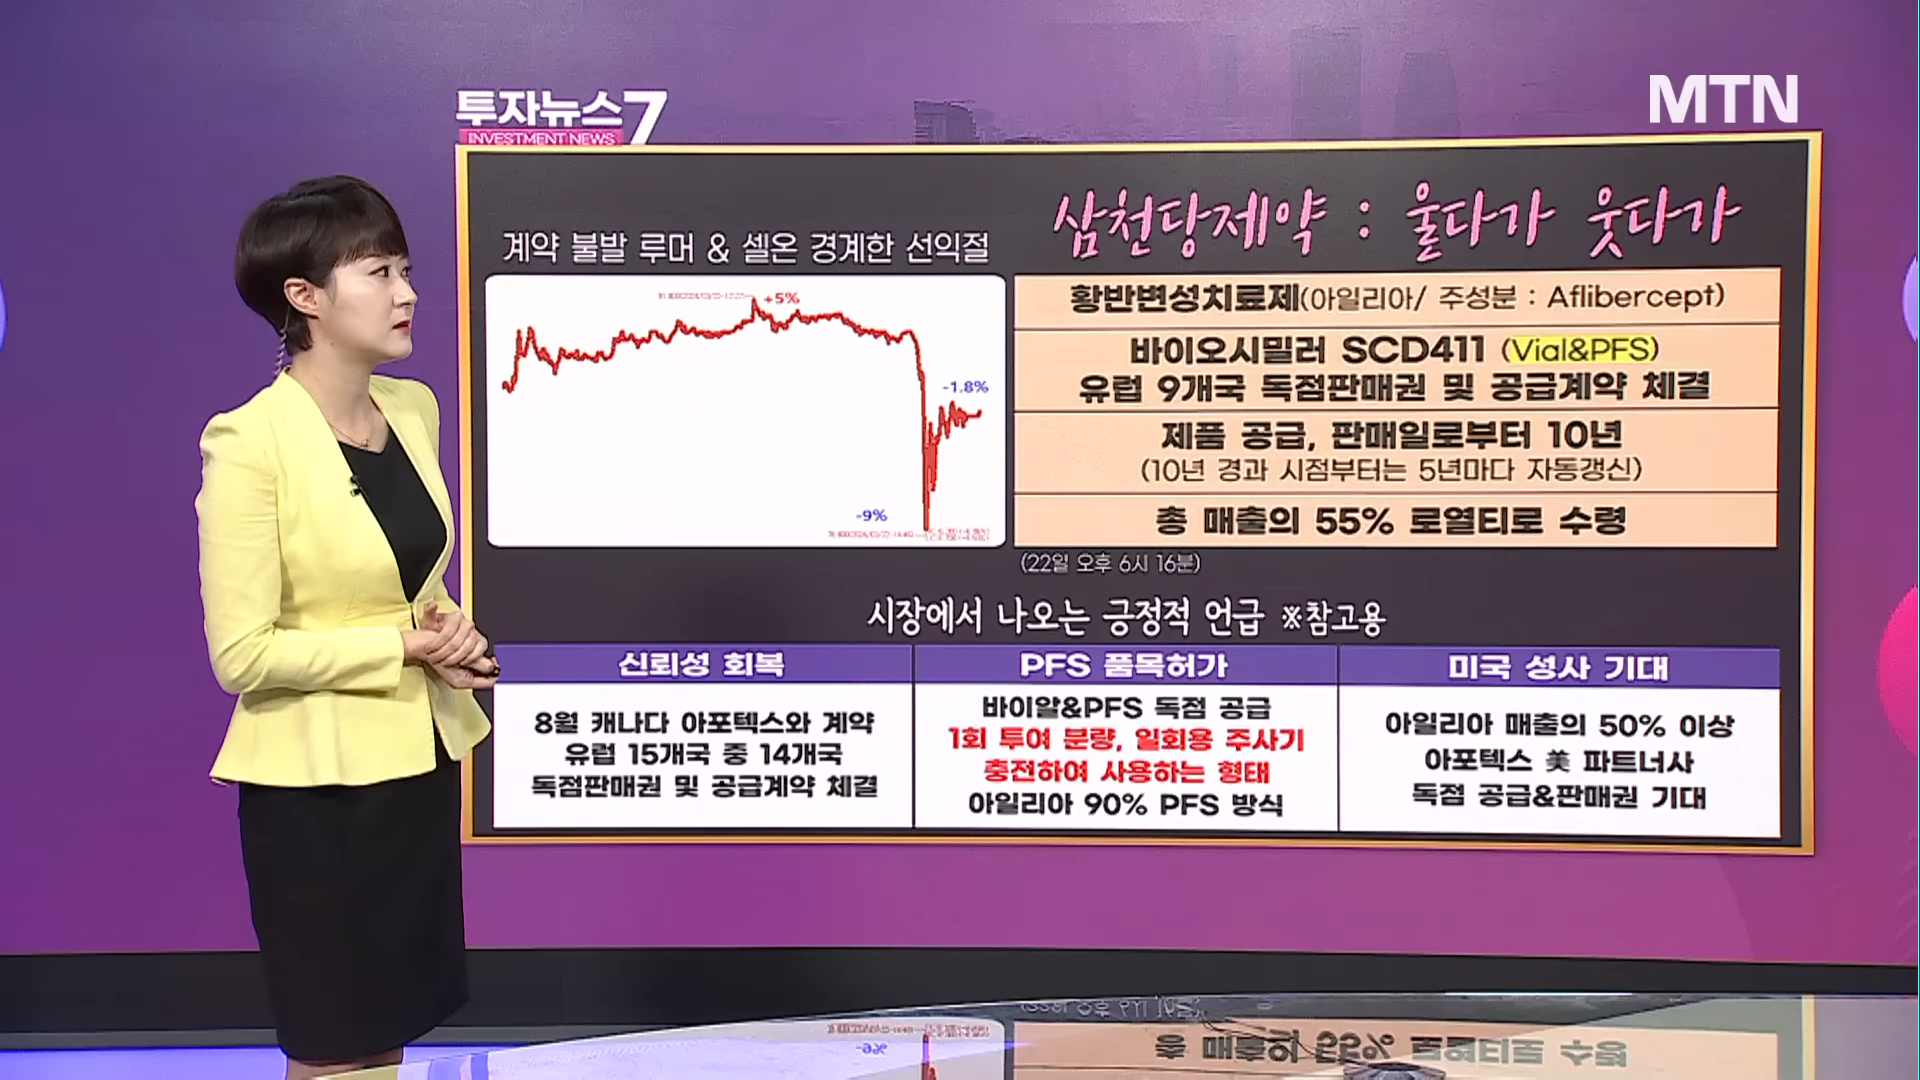 MTN
투자뉴스7
INVESTMENT NEWS
삼천당제약 : 울다가 웃다가
계약 불발 루머 & 셀온 경계한 선익절
+5%
-1.8%
-9%
황반변성치료제(아일리아/ 주성분 : Aflibercept)
바이오시밀러 SCD411 (Vial&PFS)
유럽 9개국 독점판매권 및 공급계약 체결
제품 공급, 판매일로부터 10년
(10년 경과 시점부터는 5년마다 자동갱신)
총 매출의 55% 로열티로 수령
(22일 오후 6시 16분)
시장에서 나오는 긍정적 언급 ※참고용
신뢰성 회복
8월 캐나다 아포텍스와 계약
유럽 15개국 중 14개국
독점판매권 및 공급계약 체결
PFS 품목허가
바이알&PFS 독점 공급
1회 투여 분량, 일회용 주사기
충전하여 사용하는 형태
아일리아 90% PFS 방식
미국 성사 기대
아일리아 매출의 50% 이상
아포텍스 美 파트너사
독점 공급&판매권 기대